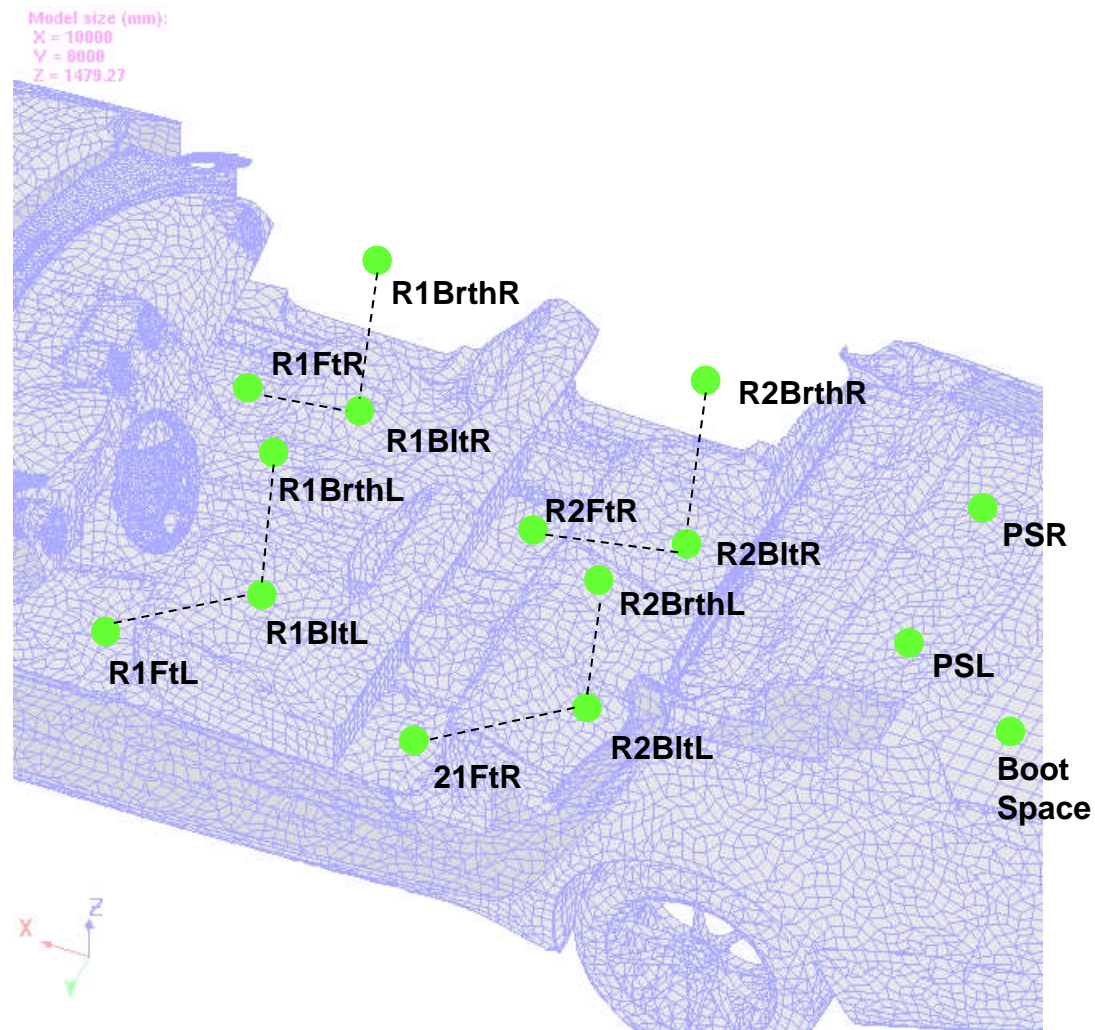 Model size (mm):
X = 10000
Y = 8000
Z = 1479.27
R1BrthR
R1FtR
R2BrthR
R1BltR
R1BrthL
R2FtR
PSR
R2BltR
R2BrthL
R1BltL
PSL
R1FtL
R2BltL
21FtR
Boot
Space
Z
X